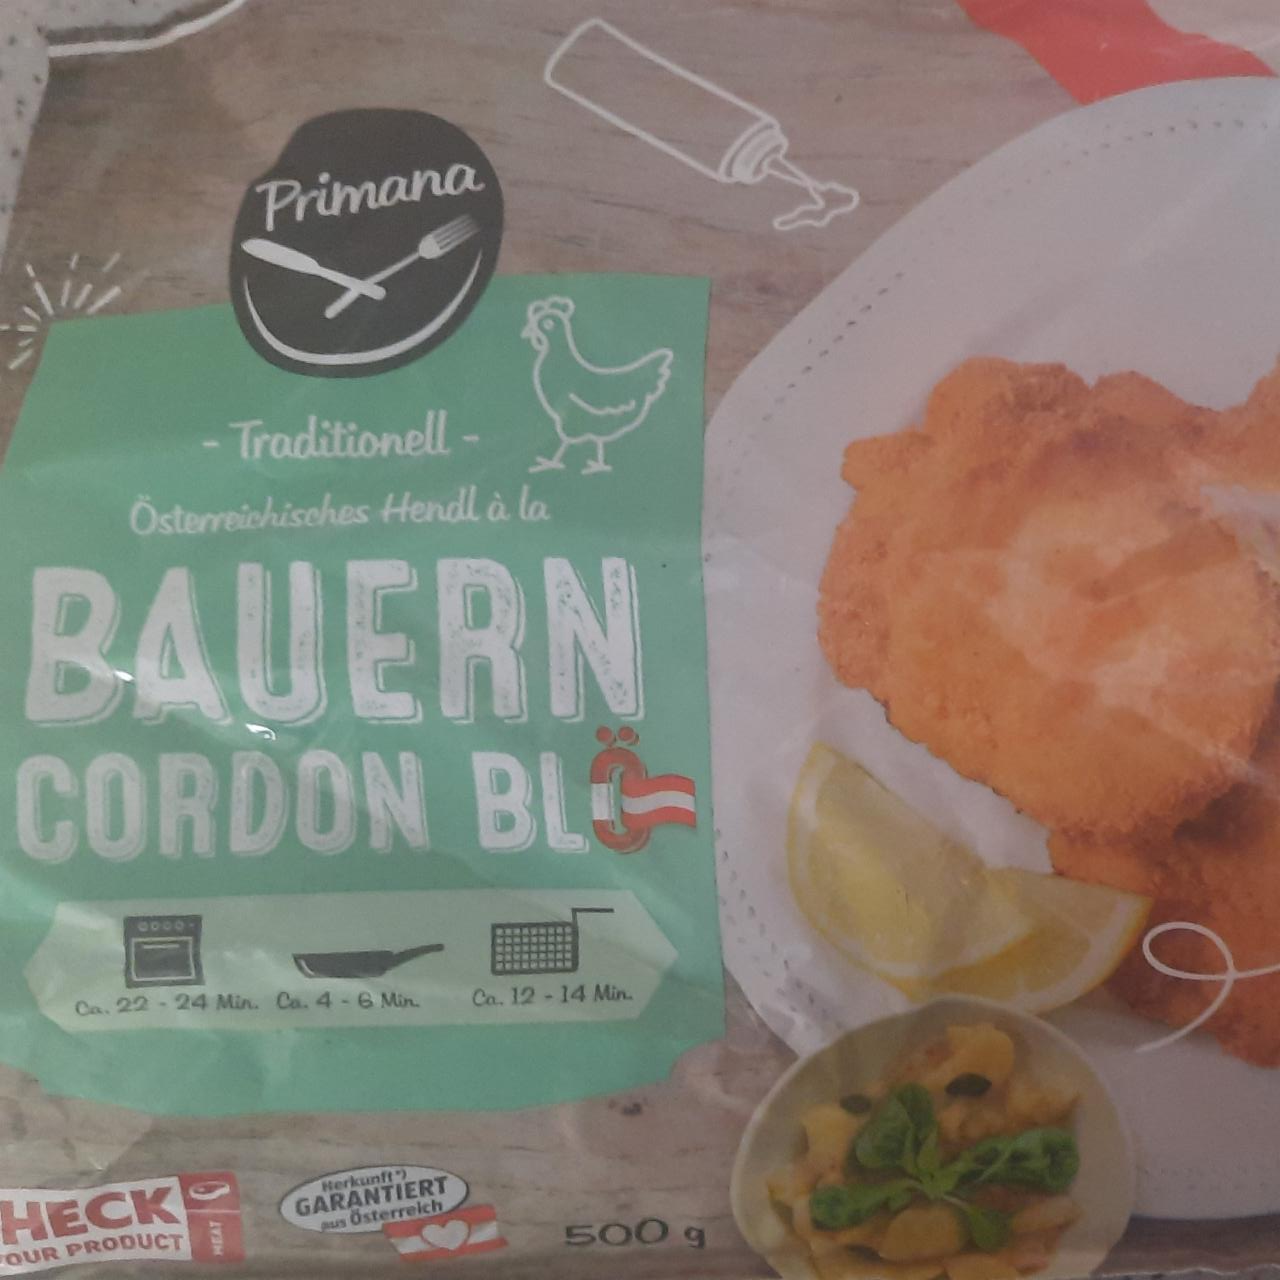 Primana
- Traditionell -
Österreichisches Hendl à la
BAUERN
CORDON BLÖ
Ca. 22 - 24 Min. Ca. 4 - 6 Min. Ca. 12 - 14 Min.
HECK
OUR PRODUCT
MEAT
Herkunft*)
GARANTIERT
aus Österreich
500 g